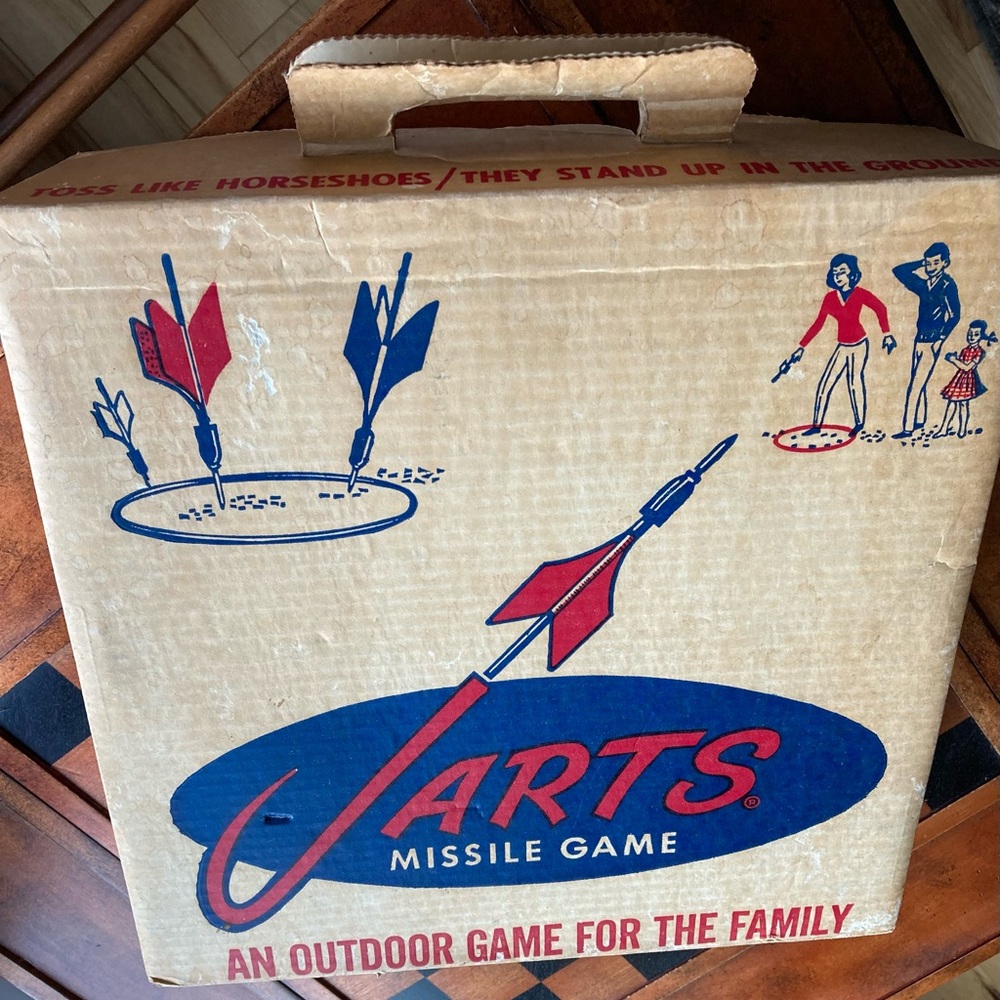 TOSS LIKE HORSESHOES/THEY STAND UP IN THE GROUND
JARTS®
MISSILE GAME
AN OUTDOOR GAME FOR THE FAMILY